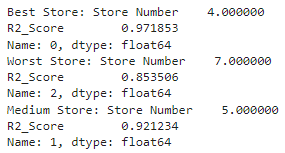 Best Store: Store Number    4.000000
R2_Score        0.971853
Name: 0, dtype: float64
Worst Store: Store Number    7.000000
R2_Score        0.853506
Name: 2, dtype: float64
Medium Store: Store Number    5.000000
R2_Score        0.921234
Name: 1, dtype: float64